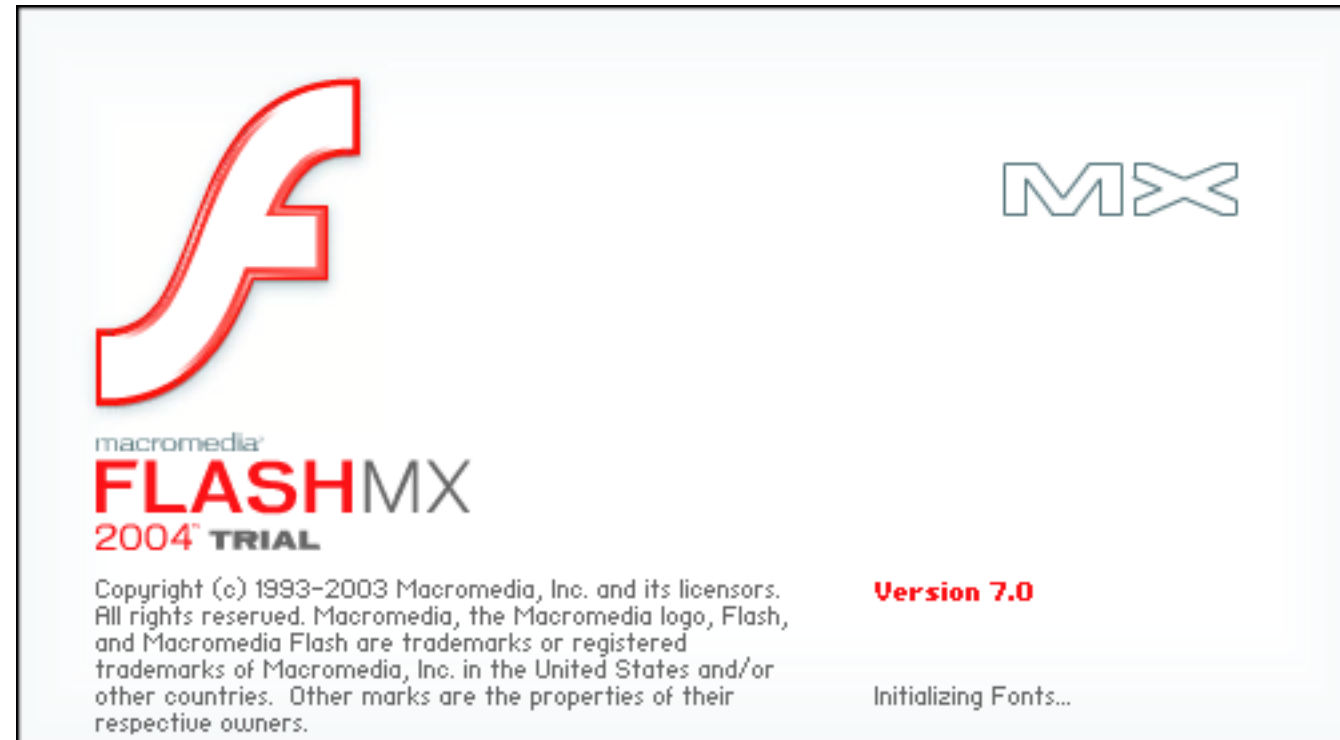 MX
macromedia®
FLASHMX
2004™ TRIAL
Copyright (c) 1993-2003 Macromedia, Inc. and its licensors.
All rights reserved. Macromedia, the Macromedia logo, Flash,
and Macromedia Flash are trademarks or registered
trademarks of Macromedia, Inc. in the United States and/or
other countries.  Other marks are the properties of their
respective owners.
Version 7.0
Initializing Fonts...